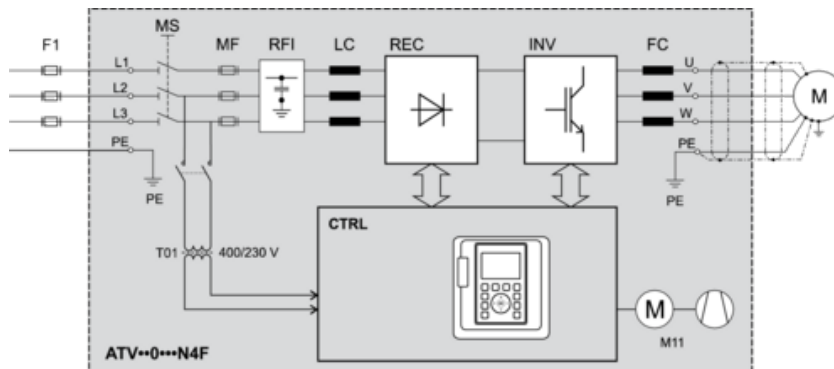 MS
F1 MF RFI LC REC INV FC
L1 U
L2 V M
L3 W
PE PE
PE PE
CTRL
T01 400/230 V
M
M11
ATV••0•••N4F